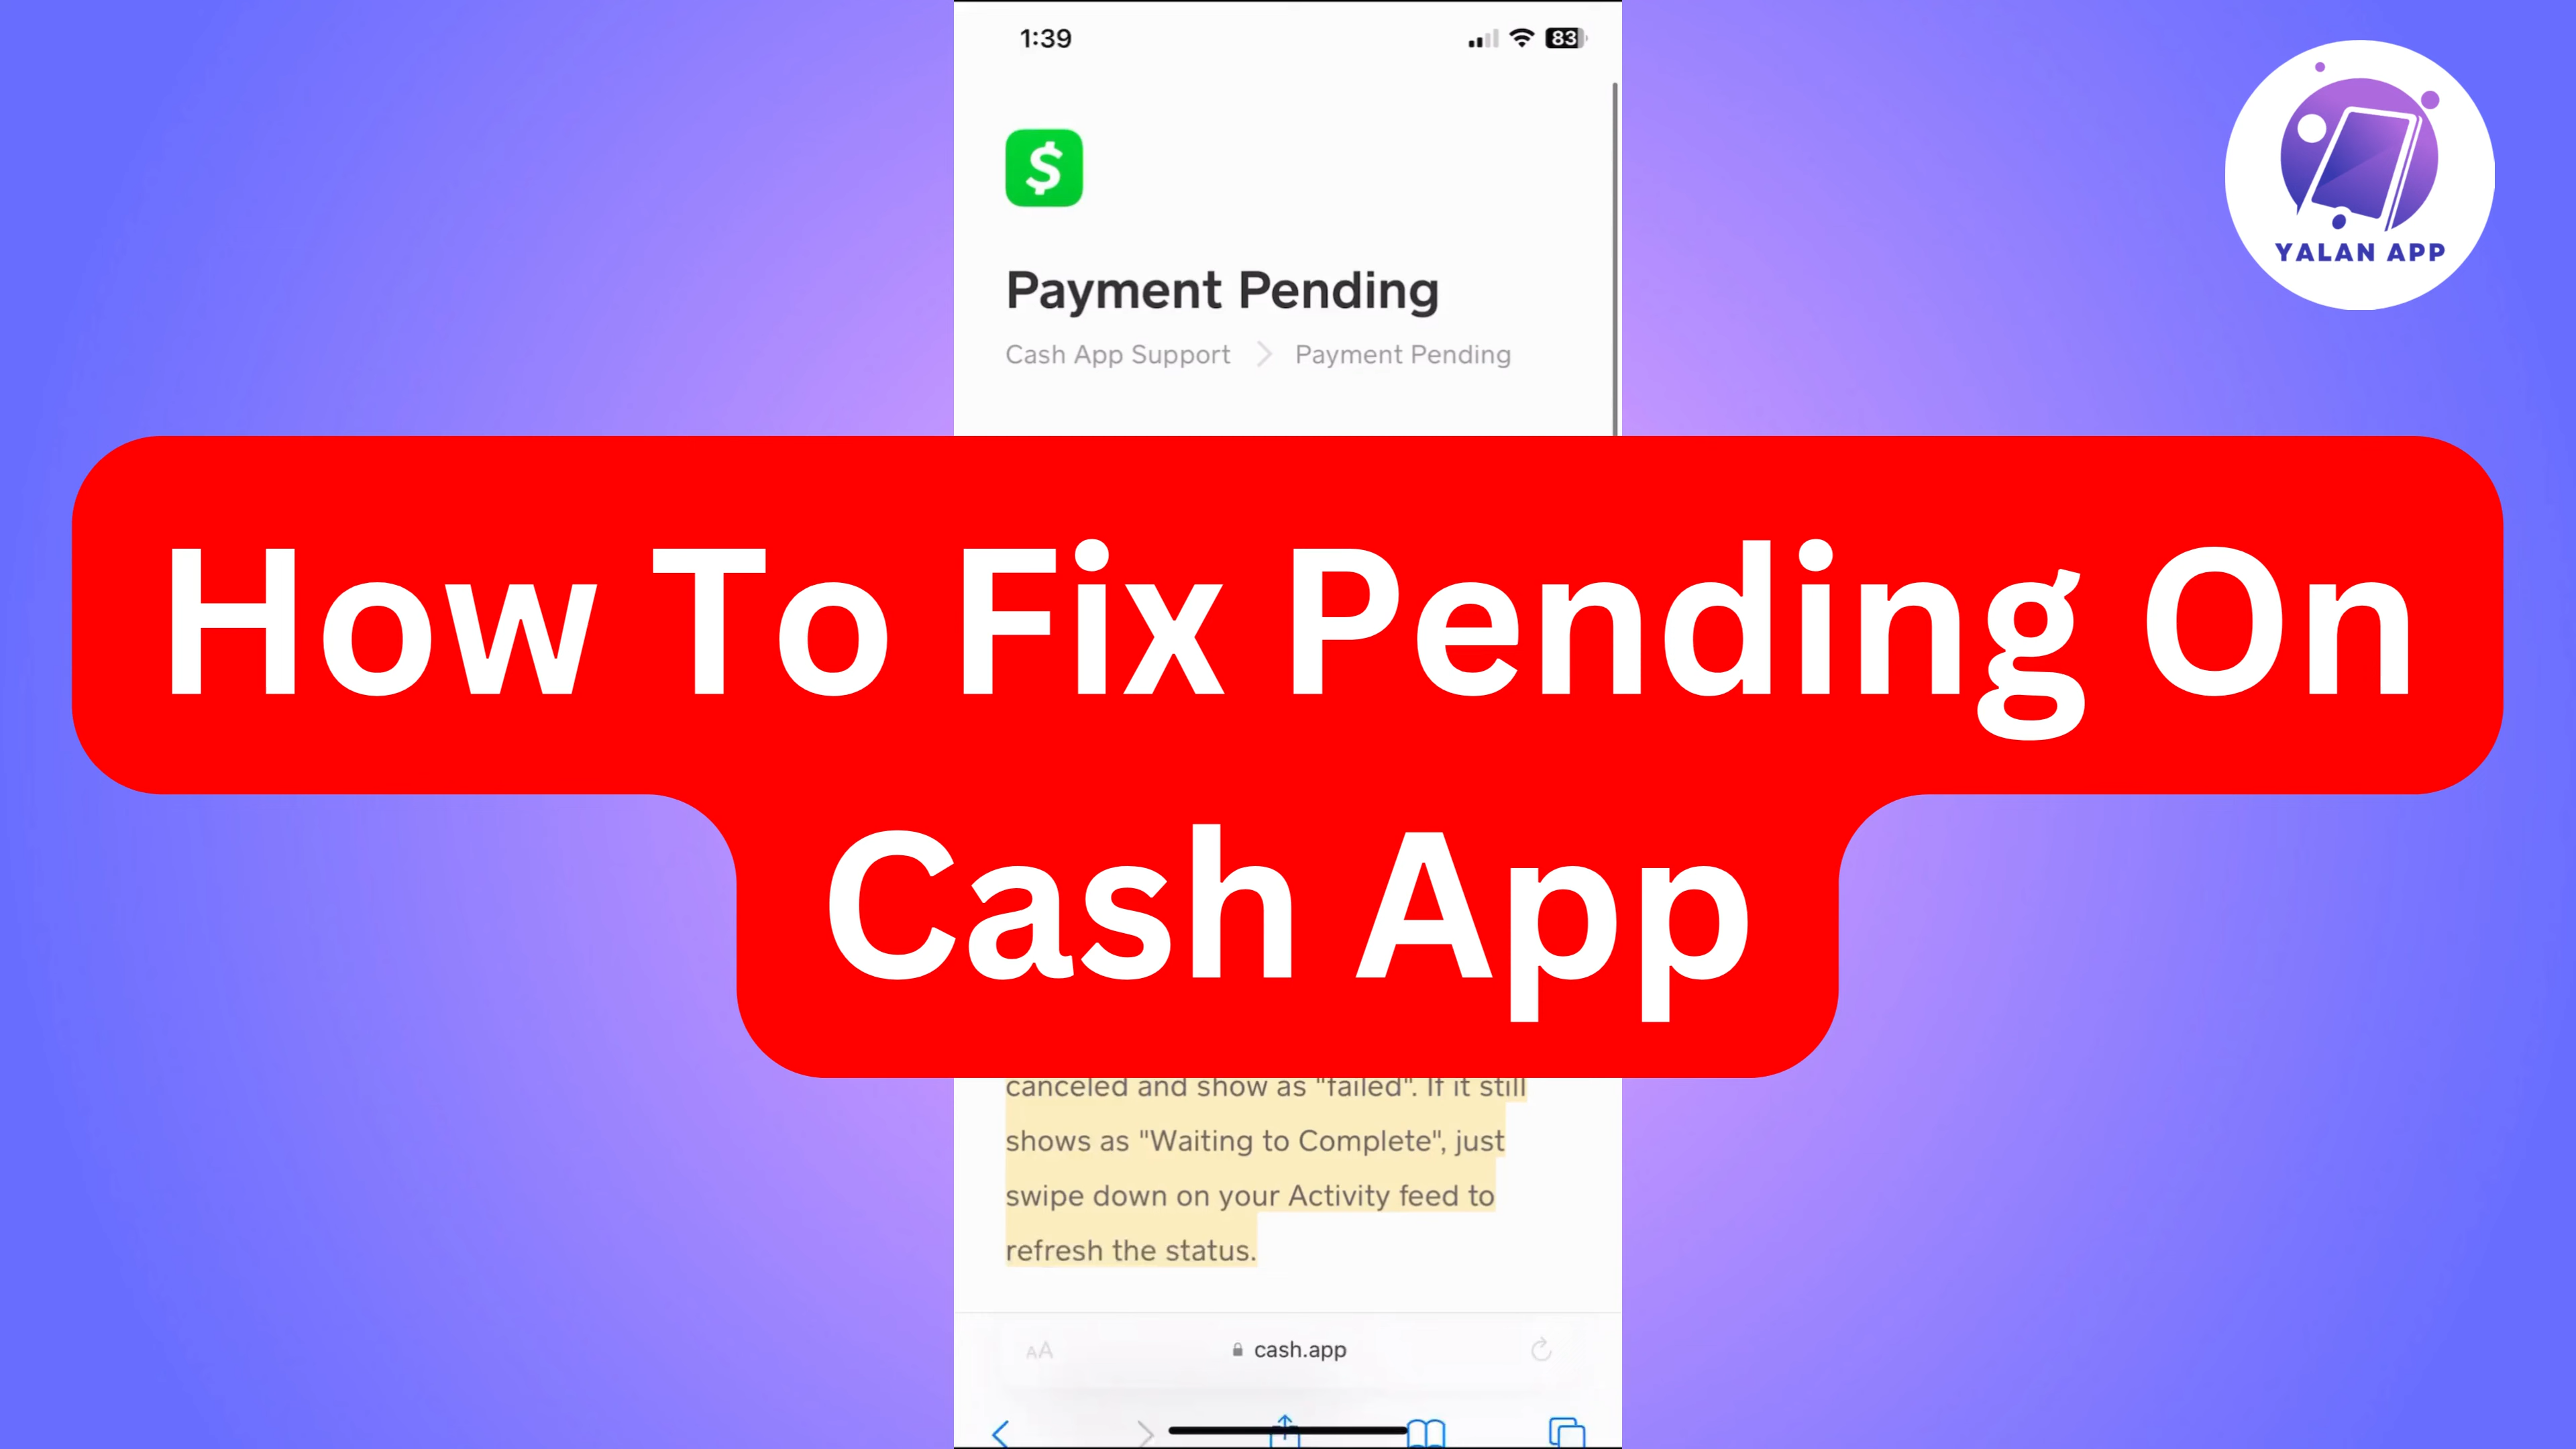 1:39
83
$
Payment Pending
Cash App Support > Payment Pending
YALAN APP
How To Fix Pending On
Cash App
canceled and show as "failed". If it still
shows as "Waiting to Complete", just
swipe down on your Activity feed to
refresh the status.
AA cash.app